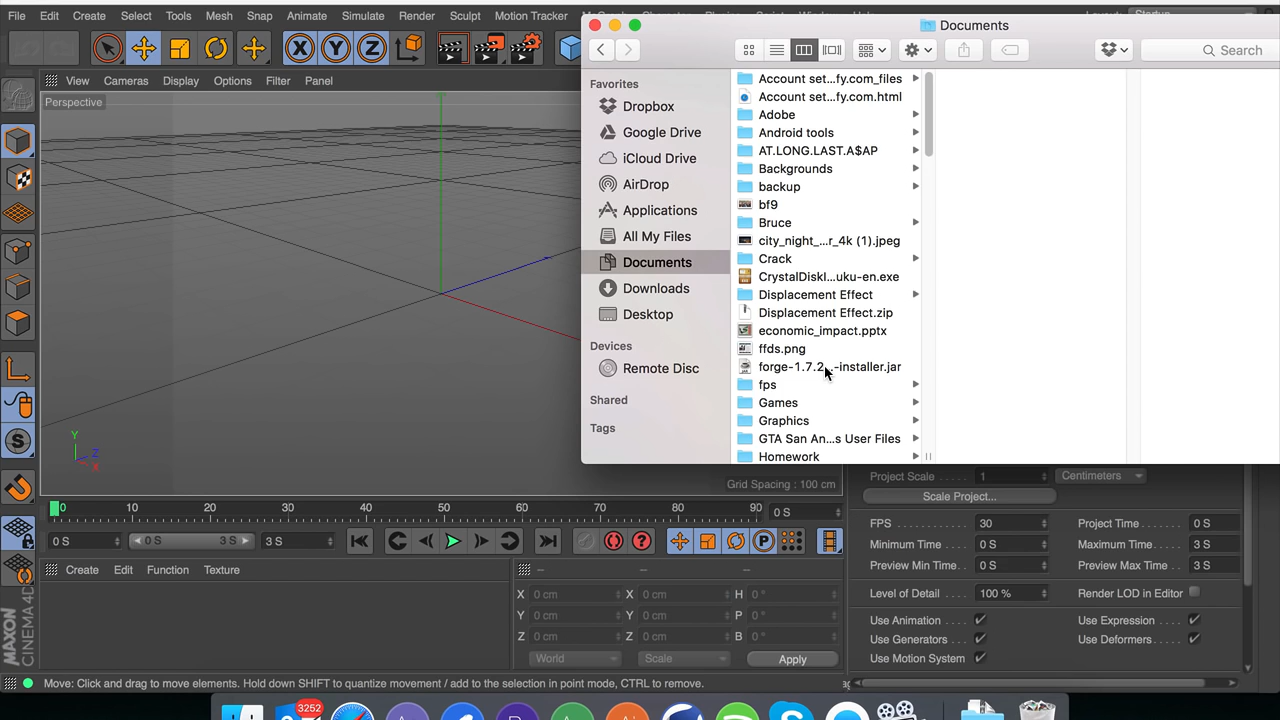 File Edit Create Select Tools Mesh Snap Animate Simulate Render Sculpt Motion Tracker
Documents
X Y Z
Search
View Cameras Display Options Filter Panel
Perspective
Favorites
Dropbox
Google Drive
iCloud Drive
AirDrop
Applications
All My Files
Documents
Downloads
Desktop
Devices
Remote Disc
Shared
Tags
Account set...fy.com_files
Account set...fy.com.html
Adobe
Android tools
AT.LONG.LAST.A$AP
Backgrounds
backup
bf9
Bruce
city_night_...r_4k (1).jpeg
Crack
CrystalDiskI...uku-en.exe
Displacement Effect
Displacement Effect.zip
economic_impact.pptx
ffds.png
forge-1.7.2...-installer.jar
fps
Games
Graphics
GTA San An...s User Files
Homework
Y
Z
X
S
Grid Spacing : 100 cm
0 10 20 30 40 50 60 70 80 90 0 S
0 S 0 S 3 S 3 S
P
Create Edit Function Texture
-- -- --
X 0 cm X 0 cm H 0 °
Y 0 cm Y 0 cm P 0 °
Z 0 cm Z 0 cm B 0 °
World Scale Apply
Project Scale 1 Centimeters
Scale Project...
FPS 30 Project Time 0 S
Minimum Time 0 S Maximum Time 3 S
Preview Min Time 0 S Preview Max Time 3 S
Level of Detail 100 % Render LOD in Editor
Use Animation Use Expression
Use Generators Use Deformers
Use Motion System
MAXON
CINEMA 4D
Move: Click and drag to move elements. Hold down SHIFT to quantize movement / add to the selection in point mode, CTRL to remove.
3252